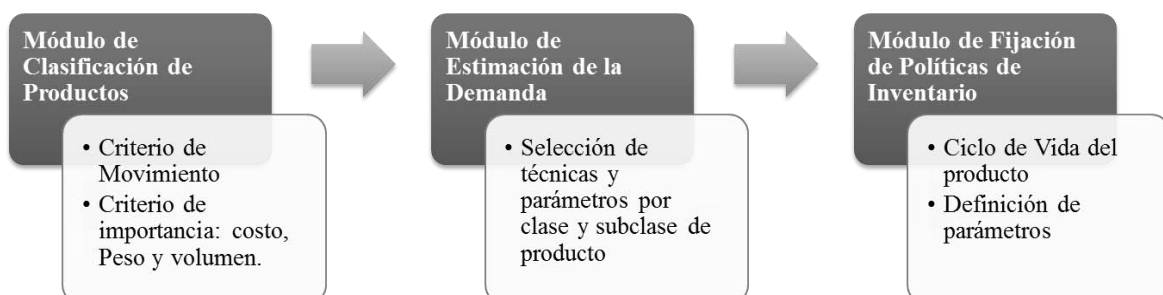 Módulo de
Clasificación de
Productos
• Criterio de
Movimiento
• Criterio de
importancia: costo,
Peso y volumen.
Módulo de
Estimación de la
Demanda
• Selección de
técnicas y
parámetros por
clase y subclase de
producto
Módulo de Fijación
de Políticas de
Inventario
• Ciclo de Vida del
producto
• Definición de
parámetros